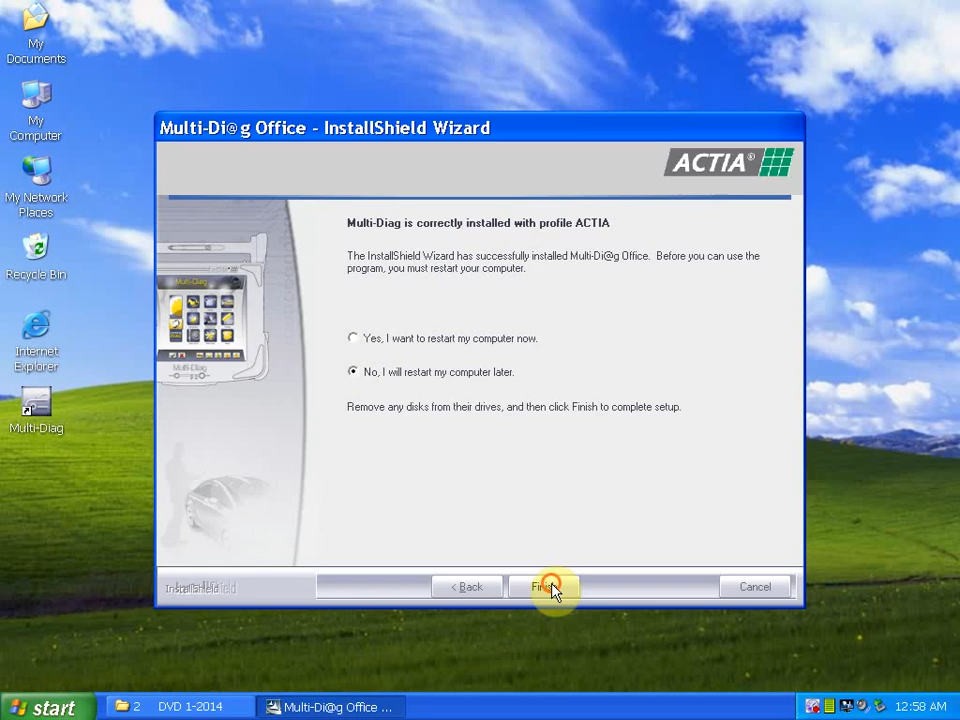 My
Documents
My
Computer
My Network
Places
Recycle Bin
Internet
Explorer
Multi-Diag
Multi-Di@g Office - InstallShield Wizard
ACTIA®
Multi-Diag
Multi-Diag
Multi-Diag is correctly installed with profile ACTIA
The InstallShield Wizard has successfully installed Multi-Di@g Office. Before you can use the
program, you must restart your computer.
Yes, I want to restart my computer now.
No, I will restart my computer later.
Remove any disks from their drives, and then click Finish to complete setup.
InstallShield
< Back
Finish
Cancel
start
2 DVD 1-2014
Multi-Di@g Office ...
12:58 AM